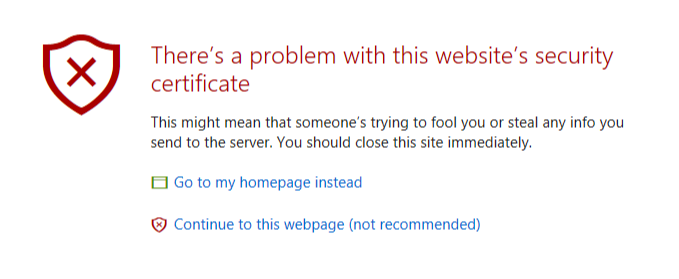 There's a problem with this website's security
certificate
This might mean that someone's trying to fool you or steal any info you
send to the server. You should close this site immediately.
Go to my homepage instead
Continue to this webpage (not recommended)